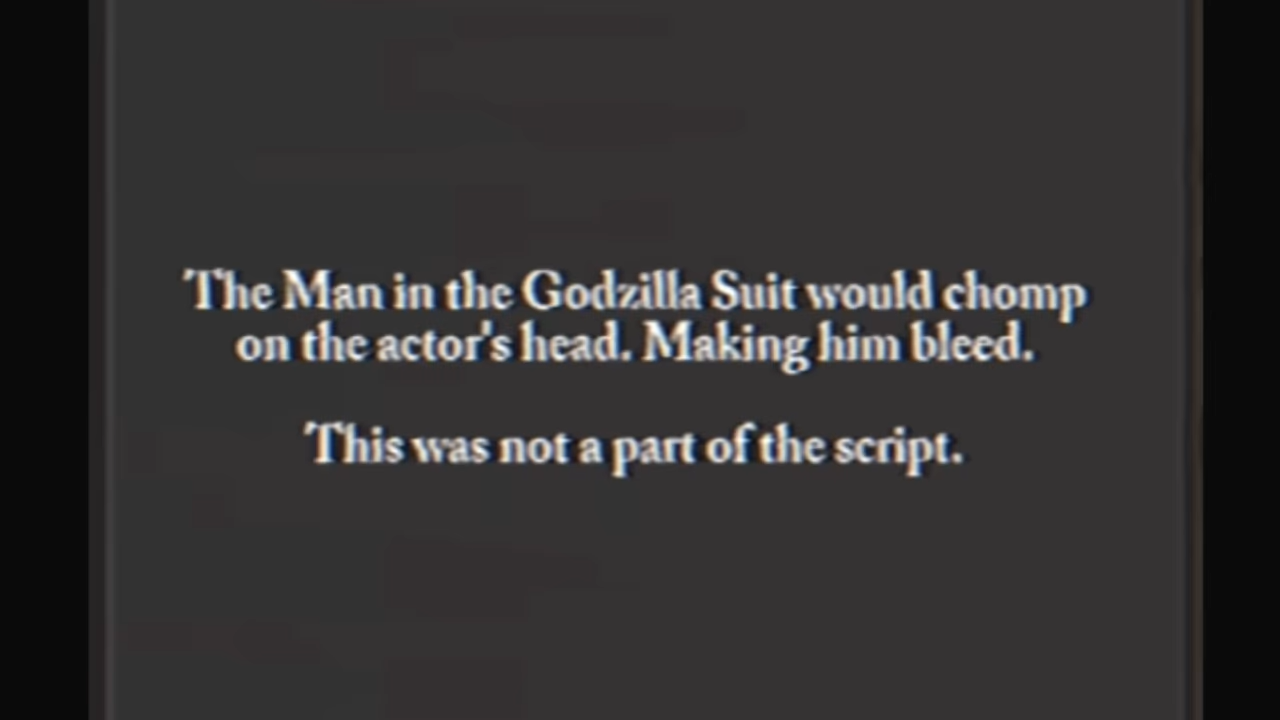 The Man in the Godzilla Suit would chomp
on the actor's head. Making him bleed.
This was not a part of the script.